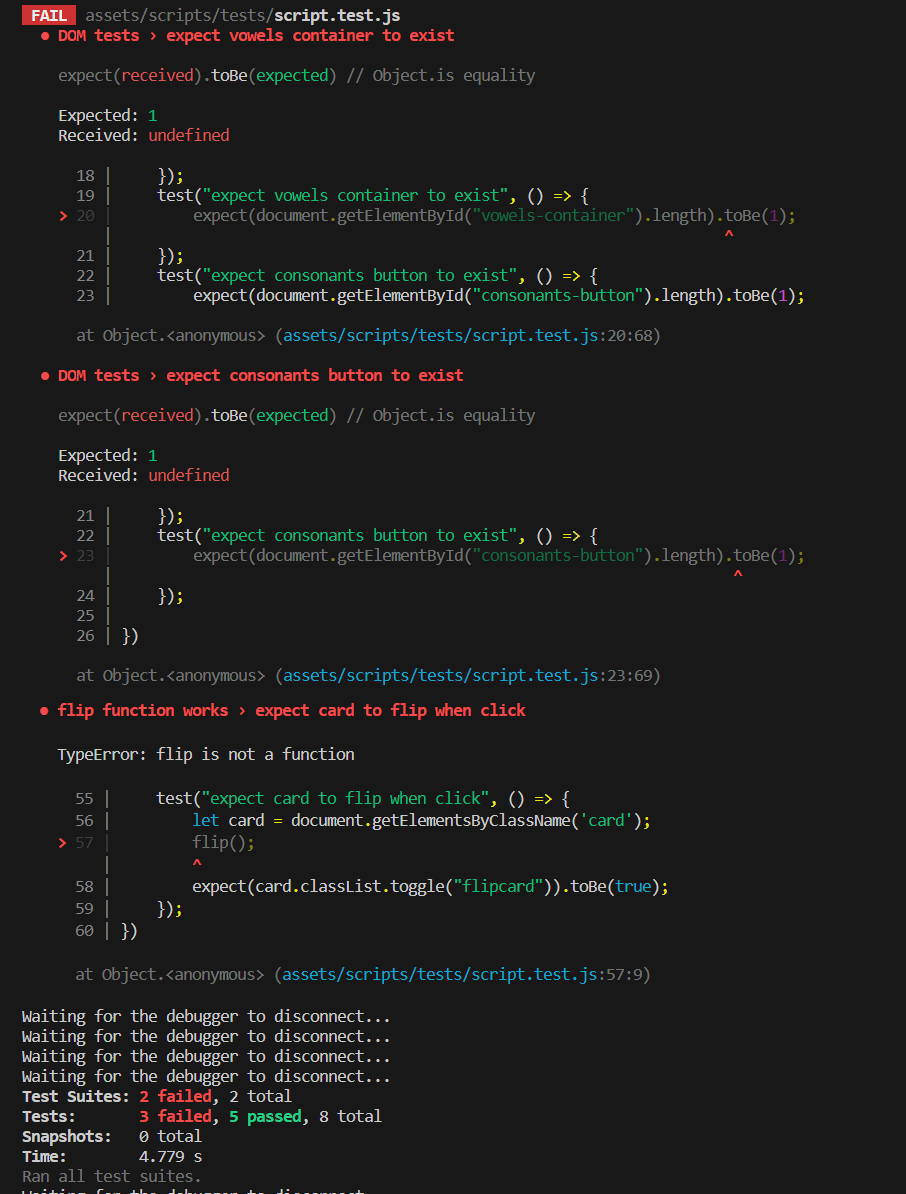 FAIL assets/scripts/tests/script.test.js
● DOM tests › expect vowels container to exist
expect(received).toBe(expected) // Object.is equality
Expected: 1
Received: undefined
18 |     });
19 |     test("expect vowels container to exist", () => {
> 20 |         expect(document.getElementById("vowels-container").length).toBe(1);
|                                                                    ^
21 |     });
22 |     test("expect consonants button to exist", () => {
23 |         expect(document.getElementById("consonants-button").length).toBe(1);
at Object.<anonymous> (assets/scripts/tests/script.test.js:20:68)
● DOM tests › expect consonants button to exist
expect(received).toBe(expected) // Object.is equality
Expected: 1
Received: undefined
21 |     });
22 |     test("expect consonants button to exist", () => {
> 23 |         expect(document.getElementById("consonants-button").length).toBe(1);
|                                                                     ^
24 |     });
25 |
26 | })
at Object.<anonymous> (assets/scripts/tests/script.test.js:23:69)
● flip function works › expect card to flip when click
TypeError: flip is not a function
55 |     test("expect card to flip when click", () => {
56 |         let card = document.getElementsByClassName('card');
> 57 |         flip();
|         ^
58 |         expect(card.classList.toggle("flipcard")).toBe(true);
59 |     });
60 | })
at Object.<anonymous> (assets/scripts/tests/script.test.js:57:9)
Waiting for the debugger to disconnect...
Waiting for the debugger to disconnect...
Waiting for the debugger to disconnect...
Waiting for the debugger to disconnect...
Test Suites: 2 failed, 2 total
Tests:       3 failed, 5 passed, 8 total
Snapshots:   0 total
Time:        4.779 s
Ran all test suites.
Waiting for the debugger to disconnect